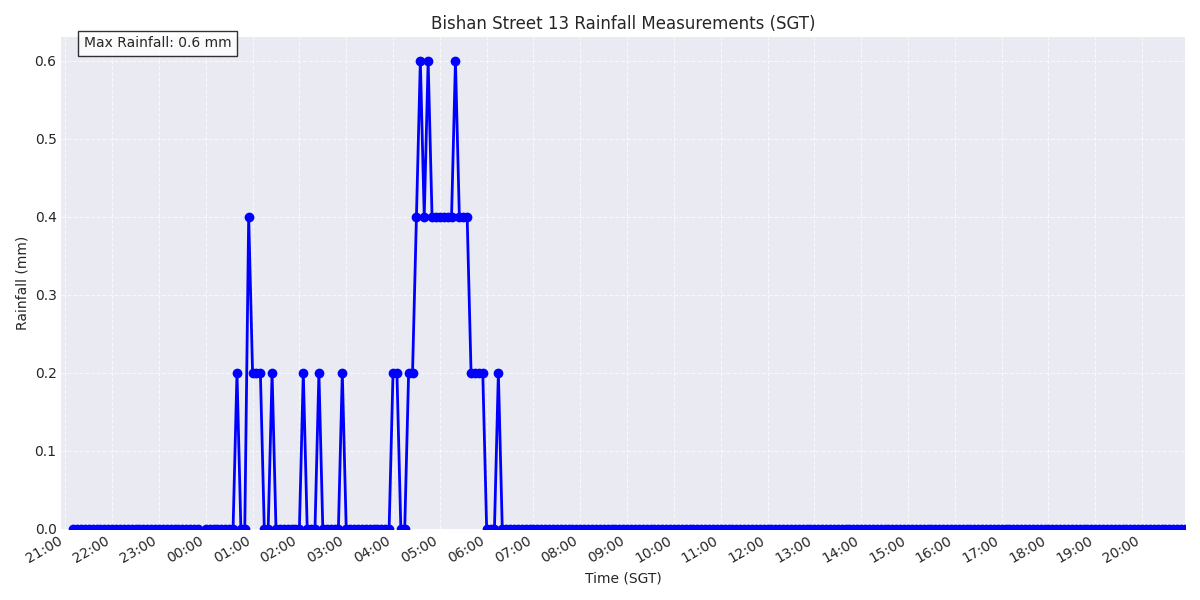 Bishan Street 13 Rainfall Measurements (SGT)
Max Rainfall: 0.6 mm
Rainfall (mm)
0.6
0.5
0.4
0.3
0.2
0.1
0.0
21:00 22:00 23:00 00:00 01:00 02:00 03:00 04:00 05:00 06:00 07:00 08:00 09:00 10:00 11:00 12:00 13:00 14:00 15:00 16:00 17:00 18:00 19:00 20:00
Time (SGT)